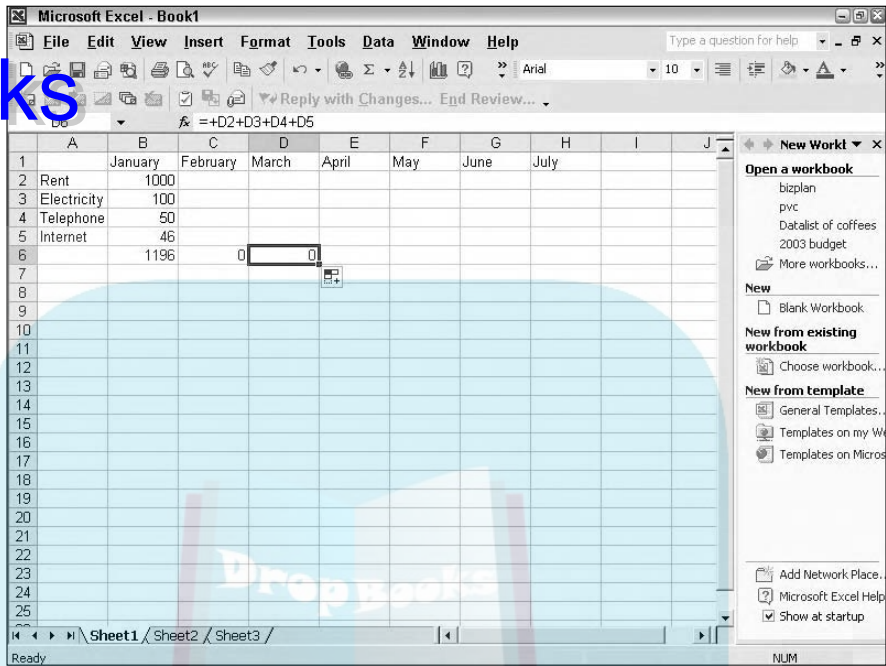 Microsoft Excel - Book1
File Edit View Insert Format Tools Data Window Help Type a question for help
Arial 10
ks
Reply with Changes... End Review...
D6 fx =+D2+D3+D4+D5
A B C D E F G H I J
1 January February March April May June July
2 Rent 1000
3 Electricity 100
4 Telephone 50
5 Internet 46
6 1196 0 0
7
8
9
10
11
12
13
14
15
16
17
18
19
20
21
22
23
24
25
Drop Books
Sheet1 Sheet2 Sheet3
Ready NUM
New Workb
Open a workbook
bizplan
pvc
Datalist of coffees
2003 budget
More workbooks...
New
Blank Workbook
New from existing
workbook
Choose workbook...
New from template
General Templates..
Templates on my We
Templates on Micros
Add Network Place..
Microsoft Excel Help
Show at startup